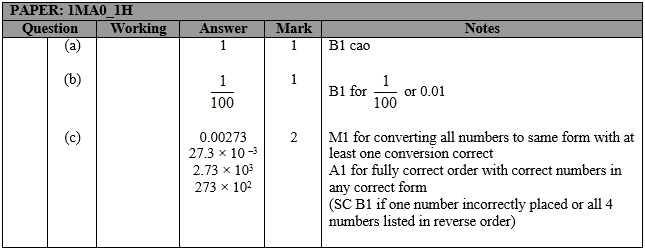 PAPER: 1MA0_1H
Question Working Answer Mark Notes
(a) 1 1 B1 cao
(b) 1/100 1 B1 for 1/100 or 0.01
(c) 0.00273 2 M1 for converting all numbers to same form with at
27.3 × 10⁻³ least one conversion correct
2.73 × 10³ A1 for fully correct order with correct numbers in
273 × 10² any correct form
(SC B1 if one number incorrectly placed or all 4
numbers listed in reverse order)